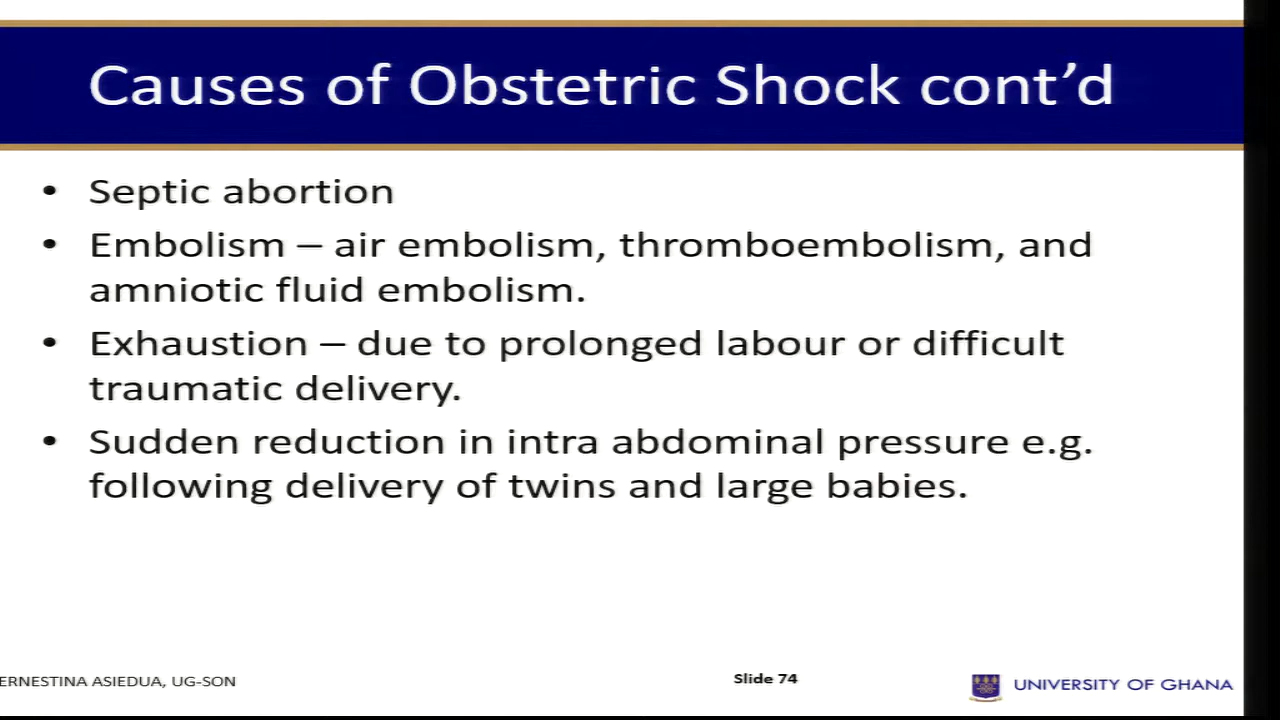 Causes of Obstetric Shock cont’d
• Septic abortion
• Embolism – air embolism, thromboembolism, and
amniotic fluid embolism.
• Exhaustion – due to prolonged labour or difficult
traumatic delivery.
• Sudden reduction in intra abdominal pressure e.g.
following delivery of twins and large babies.
ERNESTINA ASIEDUA, UG-SON
Slide 74
UNIVERSITY OF GHANA